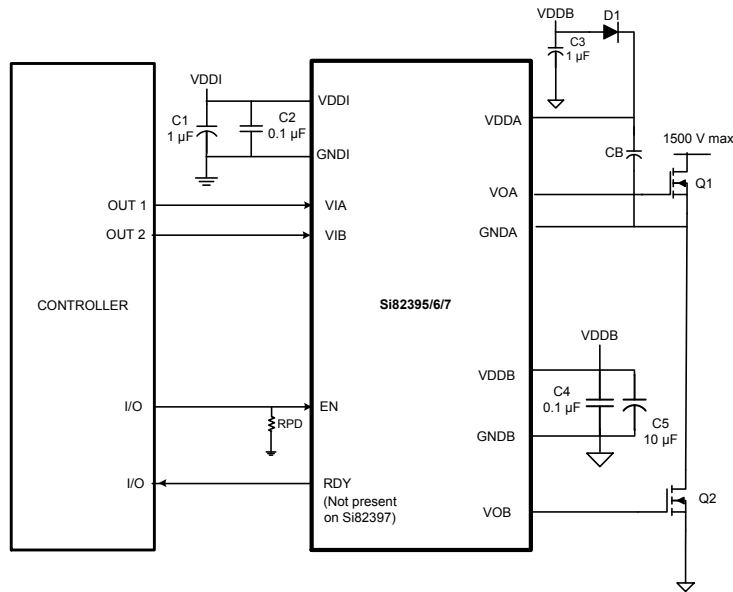 VDDB
D1
C3
1 µF
VDDI
C1
1 µF
C2
0.1 µF
VDDI
GNDI
VDDA
CB
1500 V max
VOA
Q1
GNDA
OUT 1
VIA
OUT 2
VIB
CONTROLLER
Si82395/6/7
VDDB
VDDB
C4
0.1 µF
C5
10 µF
GNDB
I/O
EN
RPD
I/O
RDY
(Not present
on Si82397)
VOB
Q2